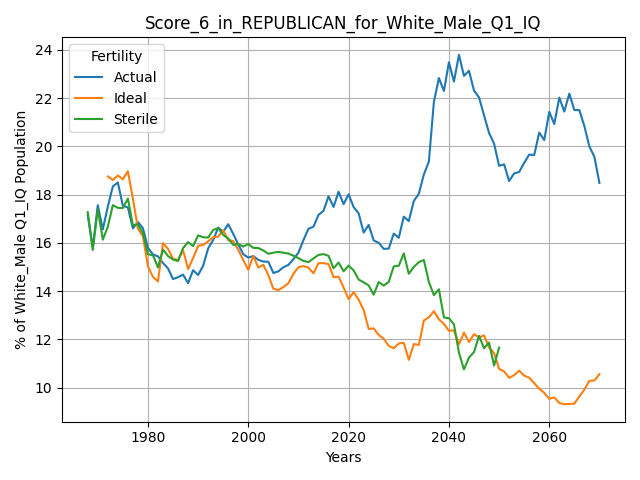 Score_6_in_REPUBLICAN_for_White_Male_Q1_IQ
% of White_Male Q1_IQ Population
24
22
20
18
16
14
12
10
Fertility
Actual
Ideal
Sterile
1980 2000 2020 2040 2060
Years